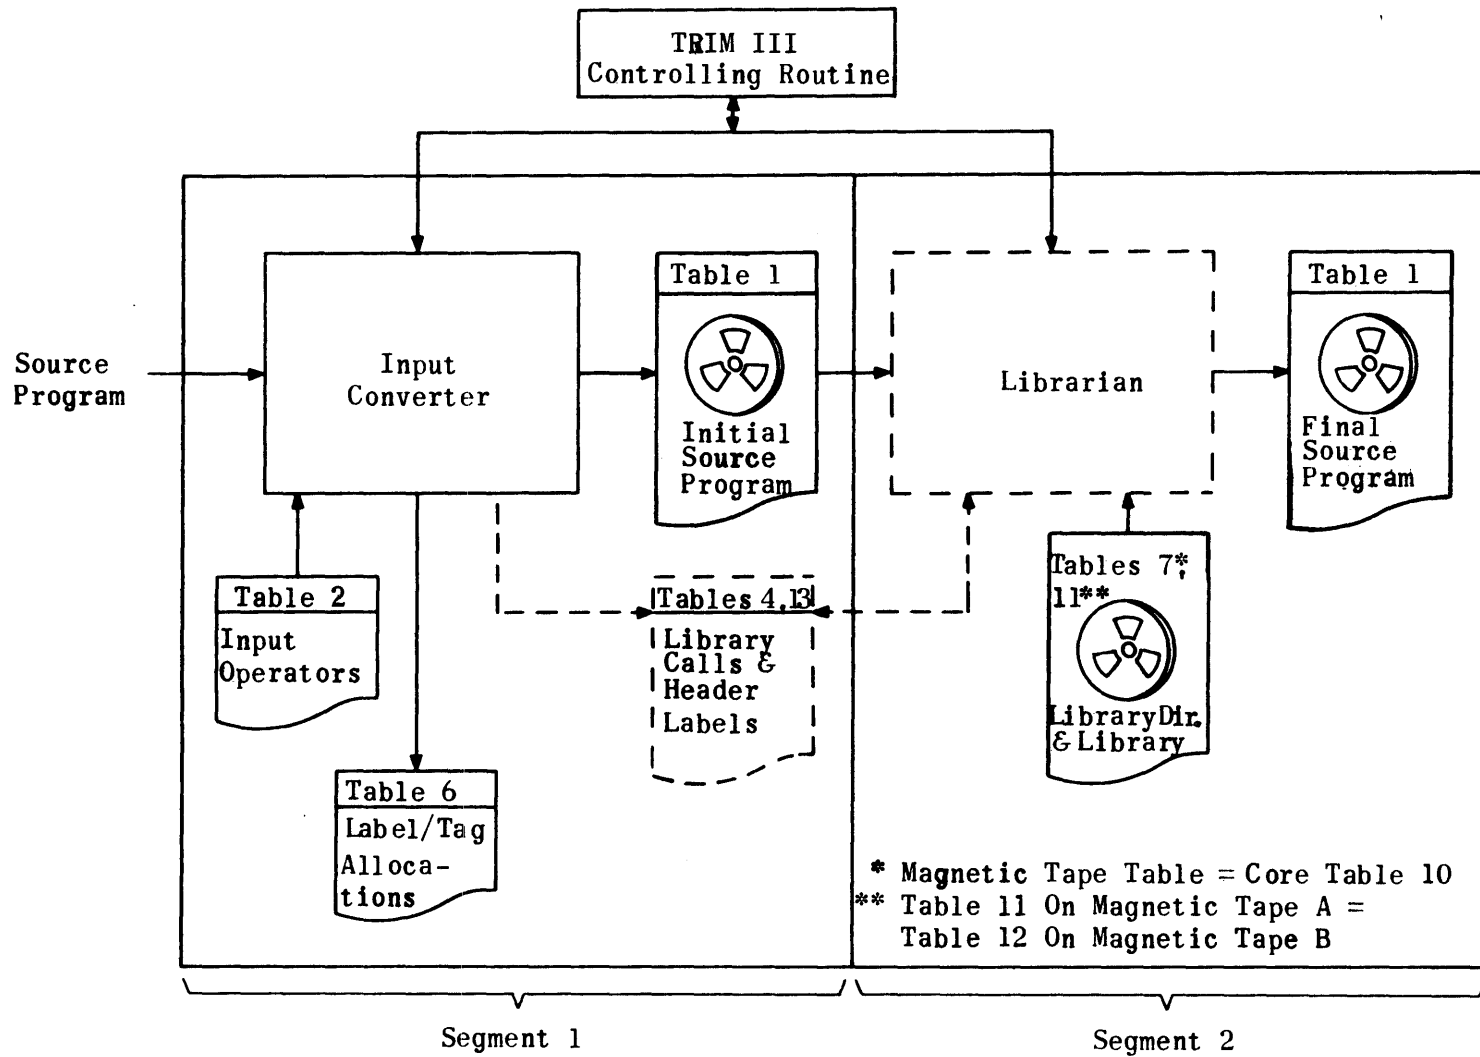 TRIM III
Controlling Routine
Source
Program
Input
Converter
Table 1
Initial
Source
Program
Librarian
Table 1
Final
Source
Program
Table 2
Input
Operators
Tables 4,13
Library
Calls &
Header
Labels
Tables 7*,
11**
Library Dir.
& Library
Table 6
Label/Tag
Alloca-
tions
* Magnetic Tape Table = Core Table 10
** Table 11 On Magnetic Tape A =
Table 12 On Magnetic Tape B
Segment 1
Segment 2